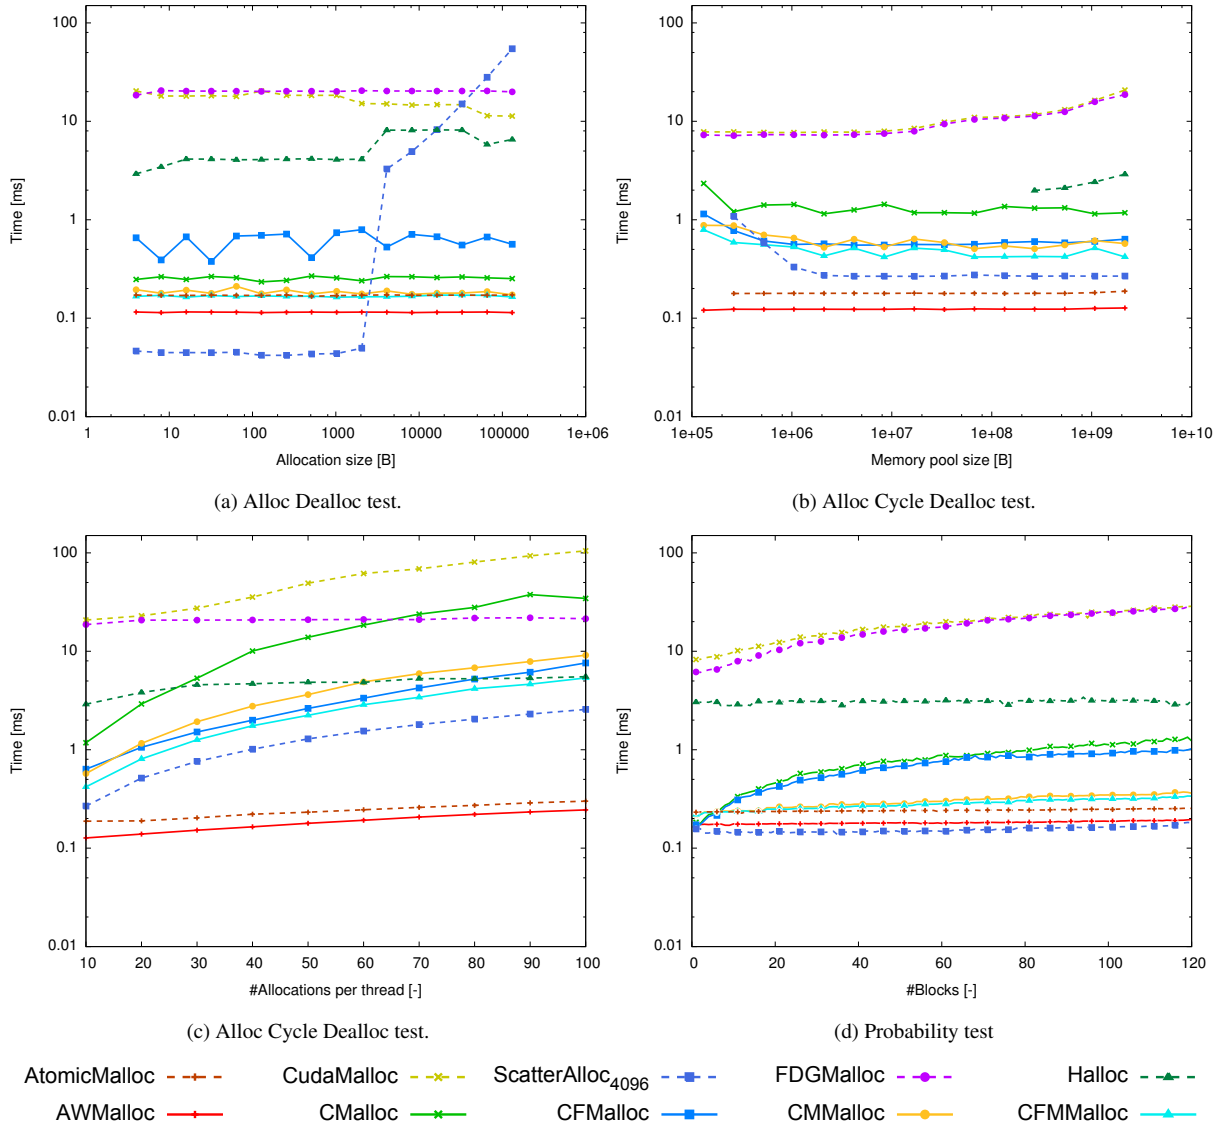 100
10
1
0.1
0.01
Time [ms]
1 10 100 1000 10000 100000 1e+06
Allocation size [B]
(a) Alloc Dealloc test.
100
10
1
0.1
0.01
Time [ms]
1e+05 1e+06 1e+07 1e+08 1e+09 1e+10
Memory pool size [B]
(b) Alloc Cycle Dealloc test.
100
10
1
0.1
0.01
Time [ms]
10 20 30 40 50 60 70 80 90 100
#Allocations per thread [-]
(c) Alloc Cycle Dealloc test.
100
10
1
0.1
0.01
Time [ms]
0 20 40 60 80 100 120
#Blocks [-]
(d) Probability test
AtomicMalloc CudaMalloc ScatterAlloc4096 FDGMalloc Halloc
AWMalloc CMalloc CFMalloc CMMalloc CFMMalloc